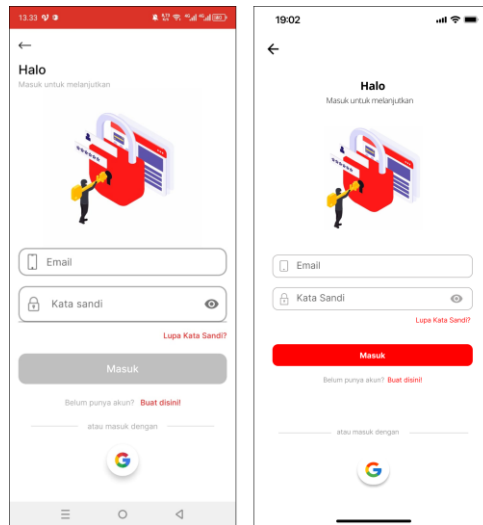 13.33
Halo
Masuk untuk melanjutkan
Email
Kata sandi
Lupa Kata Sandi?
Masuk
Belum punya akun? Buat disini!
atau masuk dengan
19:02
Halo
Masuk untuk melanjutkan
Email
Kata Sandi
Lupa Kata Sandi?
Masuk
Belum punya akun? Buat disini!
atau masuk dengan